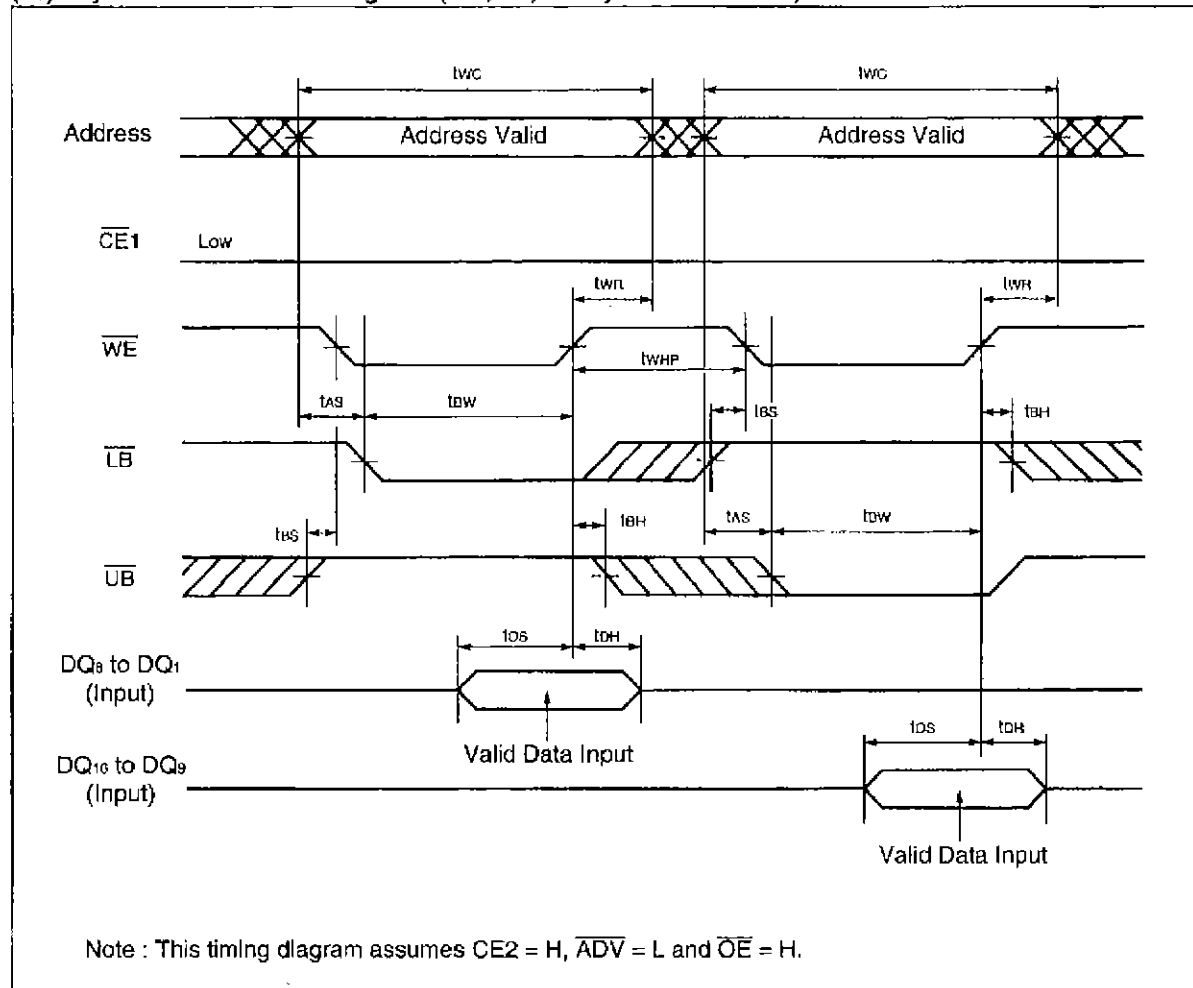 tWC tWC
Address Address Valid Address Valid
CE1 Low
tWR tWR
WE
tWHP
tAS tBW tBS tBH
LB
tBS tBH tAS tBW
UB
tDS tDH
DQ8 to DQ1
(Input)
Valid Data Input
tDS tDH
DQ16 to DQ9
(Input)
Valid Data Input
Note : This timing diagram assumes CE2 = H, ADV = L and OE = H.